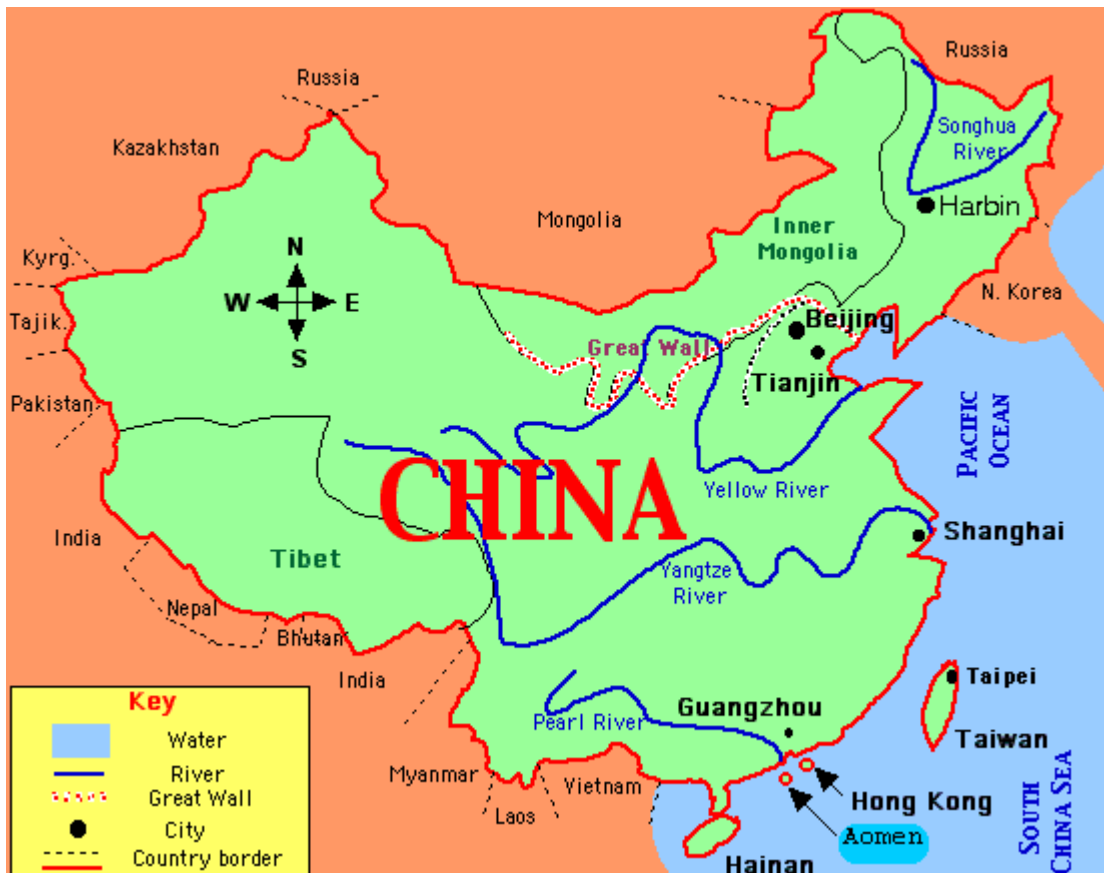 Russia
Russia
Kazakhstan
Songhua
River
Harbin
Mongolia
Inner
Mongolia
N
W E
S
Kyrg.
Tajik.
Pakistan
N. Korea
Beijing
Great Wall
Tianjin
PACIFIC
OCEAN
CHINA
Yellow River
Shanghai
India
Tibet
Yangtze
River
Nepal
Bhutan
India
Taipei
Guangzhou
Pearl River
Taiwan
Myanmar
Vietnam
Laos
Hong Kong
Aomen
Hainan
SOUTH
CHINA SEA
Key
Water
River
Great Wall
City
Country border